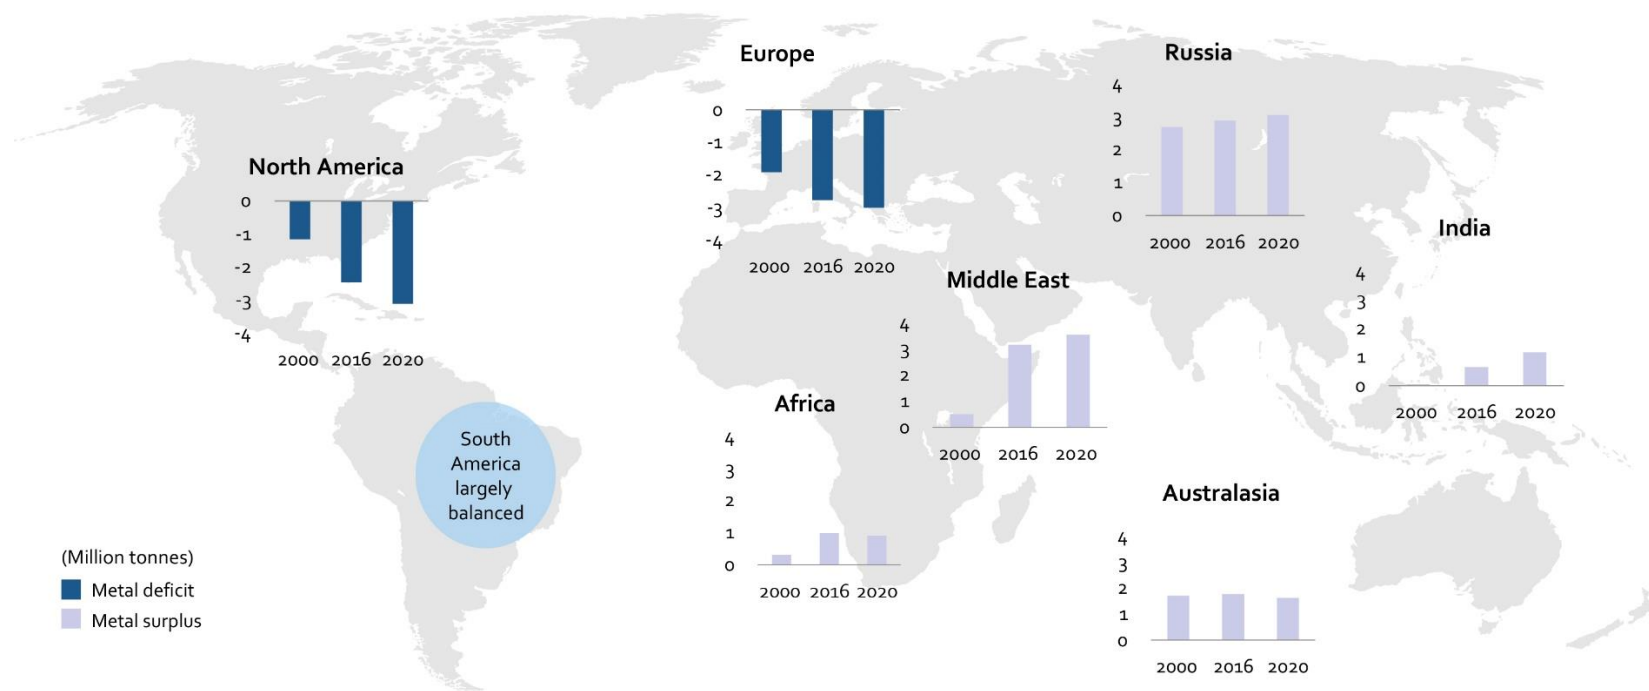 North America
0
-1
-2
-3
-4
2000 2016 2020
Europe
0
-1
-2
-3
-4
2000 2016 2020
Russia
4
3
2
1
0
2000 2016 2020
India
4
3
2
1
0
2000 2016 2020
Middle East
4
3
2
1
0
2000 2016 2020
Africa
4
3
2
1
0
2000 2016 2020
Australasia
4
3
2
1
0
2000 2016 2020
South
America
largely
balanced
(Million tonnes)
Metal deficit
Metal surplus